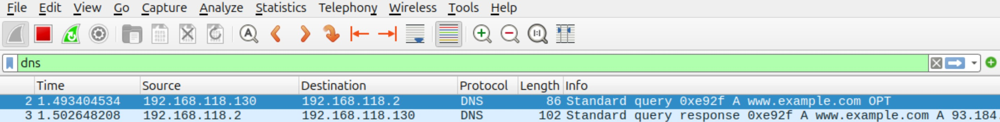 File Edit View Go Capture Analyze Statistics Telephony Wireless Tools Help
dns
Time Source Destination Protocol Length Info
2 1.493404534 192.168.118.130 192.168.118.2 DNS 86 Standard query 0xe92f A www.example.com OPT
3 1.502648208 192.168.118.2 192.168.118.130 DNS 102 Standard query response 0xe92f A www.example.com A 93.184.